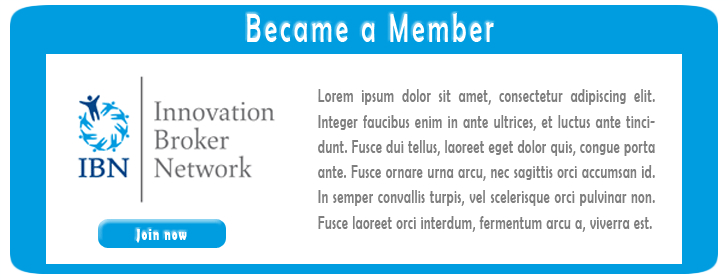 Became a Member
IBN
Innovation
Broker
Network
Join now
Lorem ipsum dolor sit amet, consectetur adipiscing elit.
Integer faucibus enim in ante ultrices, et luctus ante tinci-
dunt. Fusce dui tellus, laoreet eget dolor quis, congue porta
ante. Fusce ornare urna arcu, nec sagittis orci accumsan id.
In semper convallis turpis, vel scelerisque orci pulvinar non.
Fusce laoreet orci interdum, fermentum arcu a, viverra est.